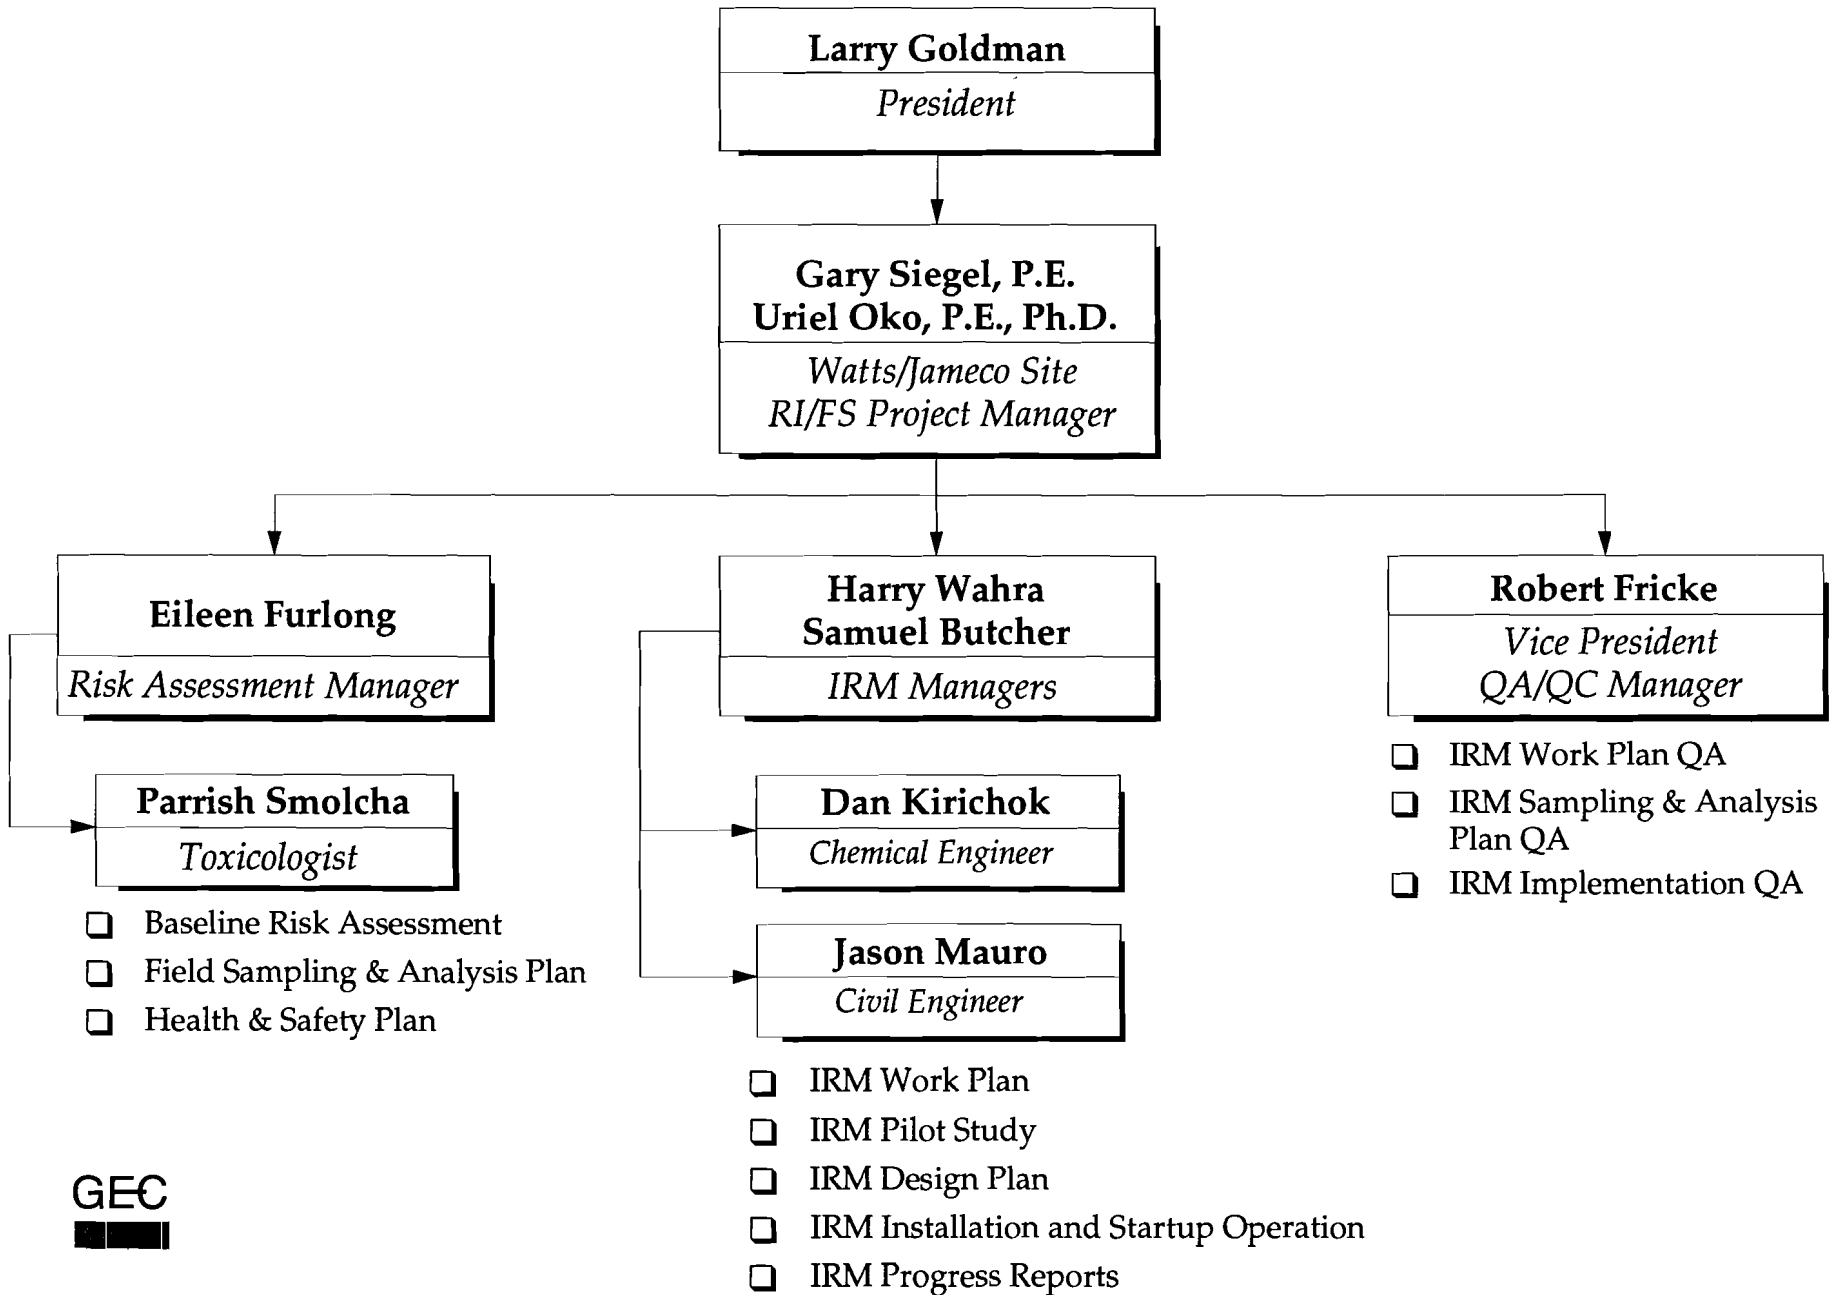 Larry Goldman
President
Gary Siegel, P.E.
Uriel Oko, P.E., Ph.D.
Watts/Jameco Site
RI/FS Project Manager
Eileen Furlong
Risk Assessment Manager
Parrish Smolcha
Toxicologist
Baseline Risk Assessment
Field Sampling & Analysis Plan
Health & Safety Plan
Harry Wahra
Samuel Butcher
IRM Managers
Dan Kirichok
Chemical Engineer
Jason Mauro
Civil Engineer
IRM Work Plan
IRM Pilot Study
IRM Design Plan
IRM Installation and Startup Operation
IRM Progress Reports
Robert Fricke
Vice President
QA/QC Manager
IRM Work Plan QA
IRM Sampling & Analysis
Plan QA
IRM Implementation QA
GEC